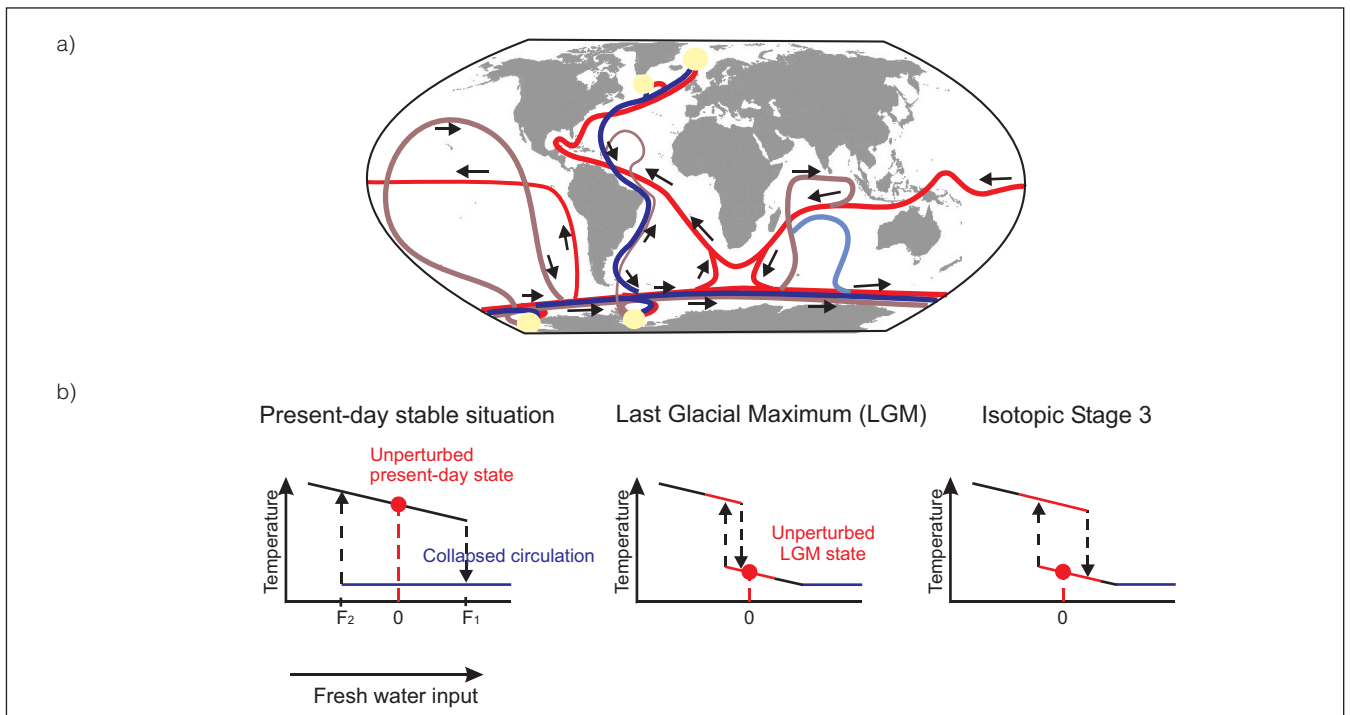 a)
b)
Present-day stable situation
Last Glacial Maximum (LGM)
Isotopic Stage 3
Unperturbed
present-day state
Temperature
Collapsed circulation
F2
0
F1
Fresh water input
Temperature
Unperturbed
LGM state
0
Temperature
0